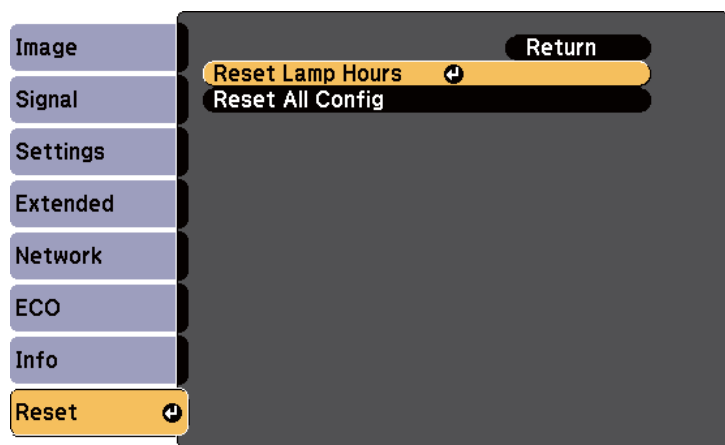 Image
Signal
Settings
Extended
Network
ECO
Info
Reset
Return
Reset Lamp Hours
Reset All Config